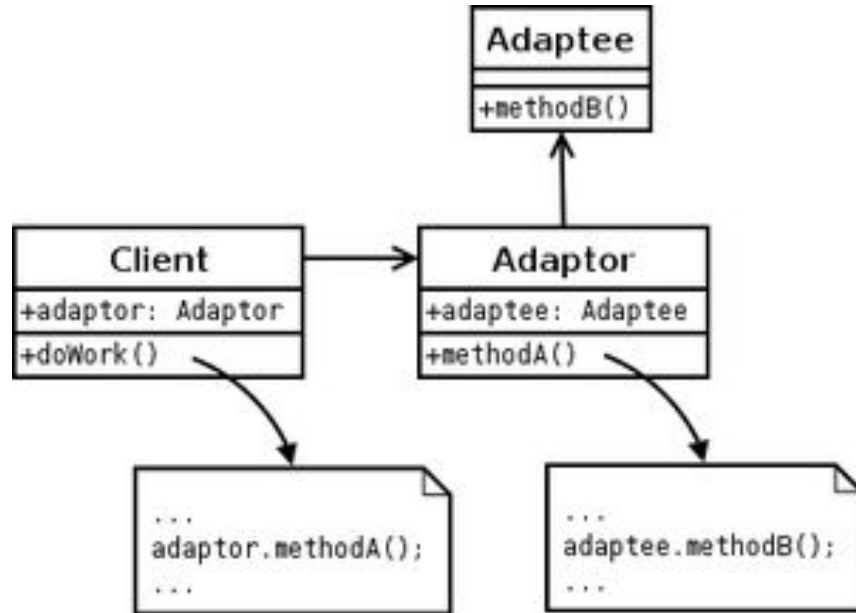 Adaptee
+methodB()
Client
+adaptor: Adaptor
+doWork()
Adaptor
+adaptee: Adaptee
+methodA()
...
adaptor.methodA();
...
...
adaptee.methodB();
...